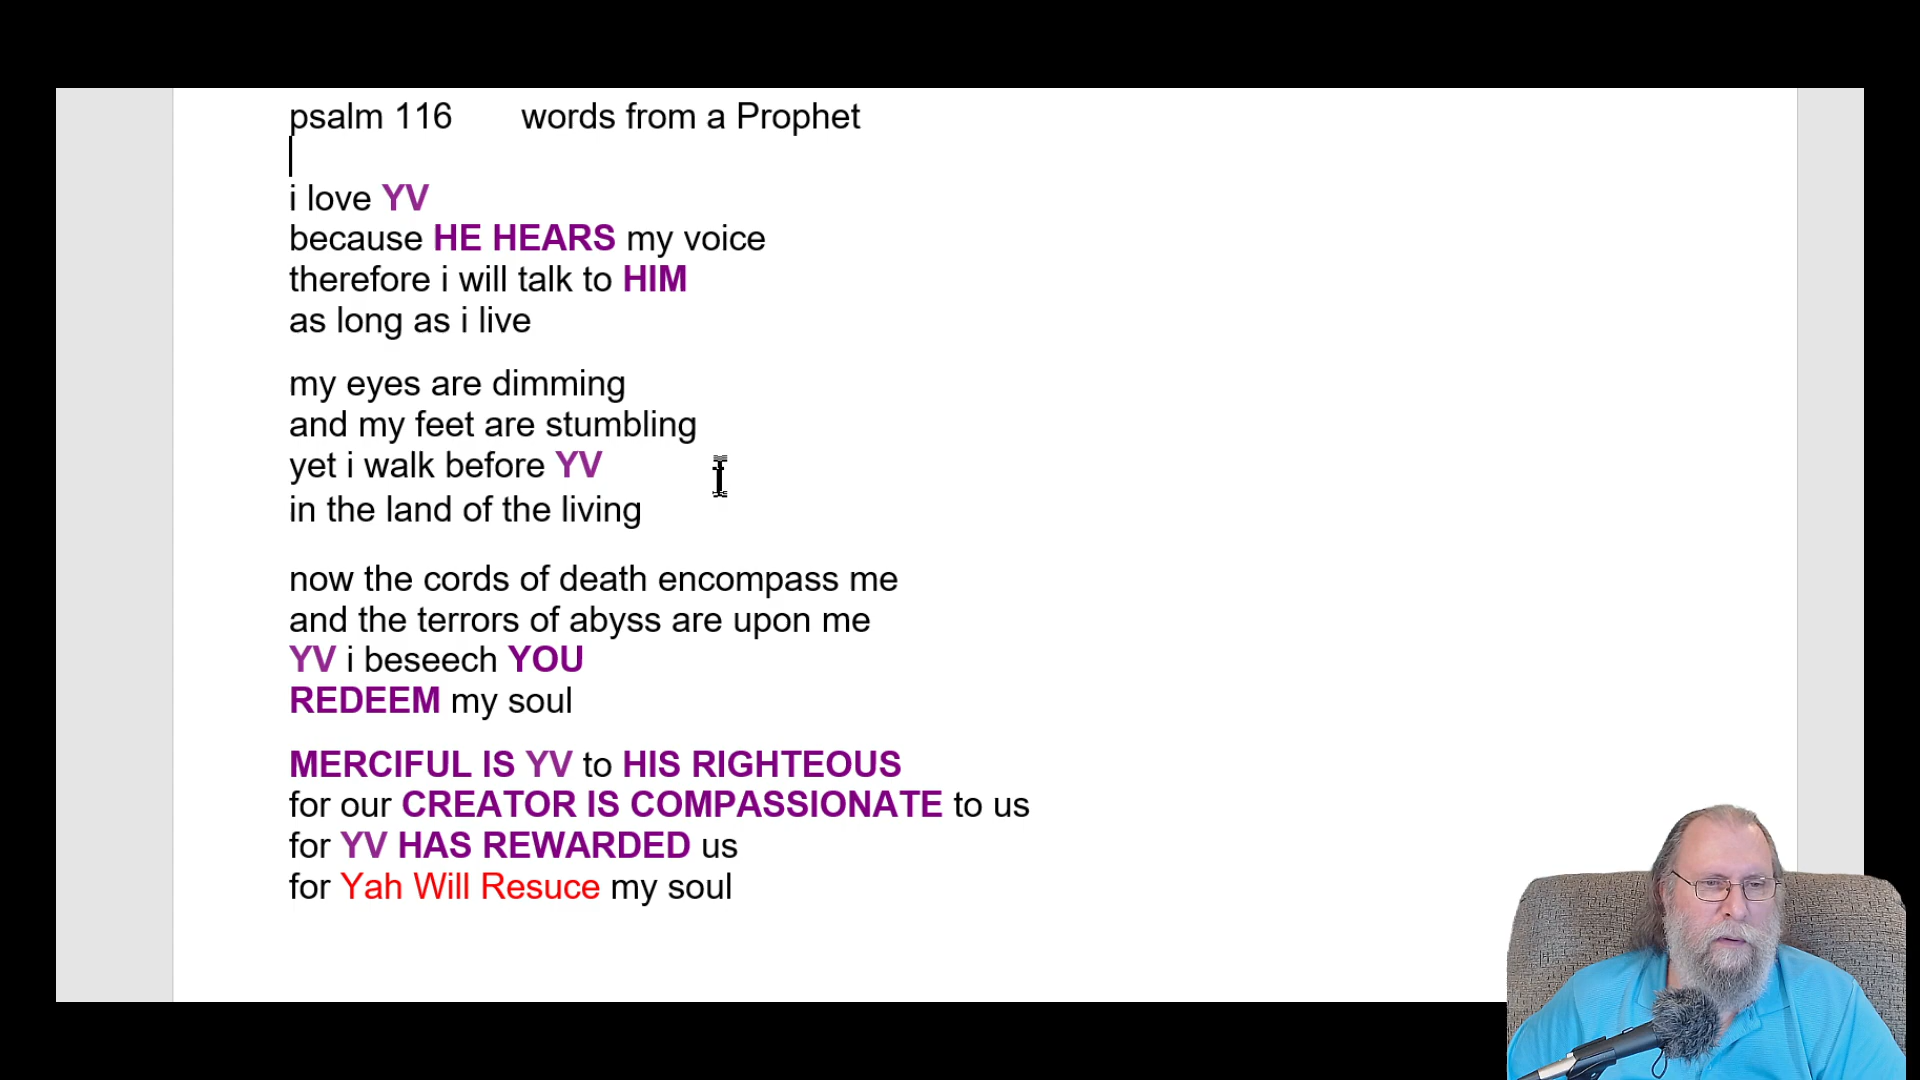 psalm 116 words from a Prophet
i love YV
because HE HEARS my voice
therefore i will talk to HIM
as long as i live
my eyes are dimming
and my feet are stumbling
yet i walk before YV
in the land of the living
now the cords of death encompass me
and the terrors of abyss are upon me
YV i beseech YOU
REDEEM my soul
MERCIFUL IS YV to HIS RIGHTEOUS
for our CREATOR IS COMPASSIONATE to us
for YV HAS REWARDED us
for Yah Will Resuce my soul